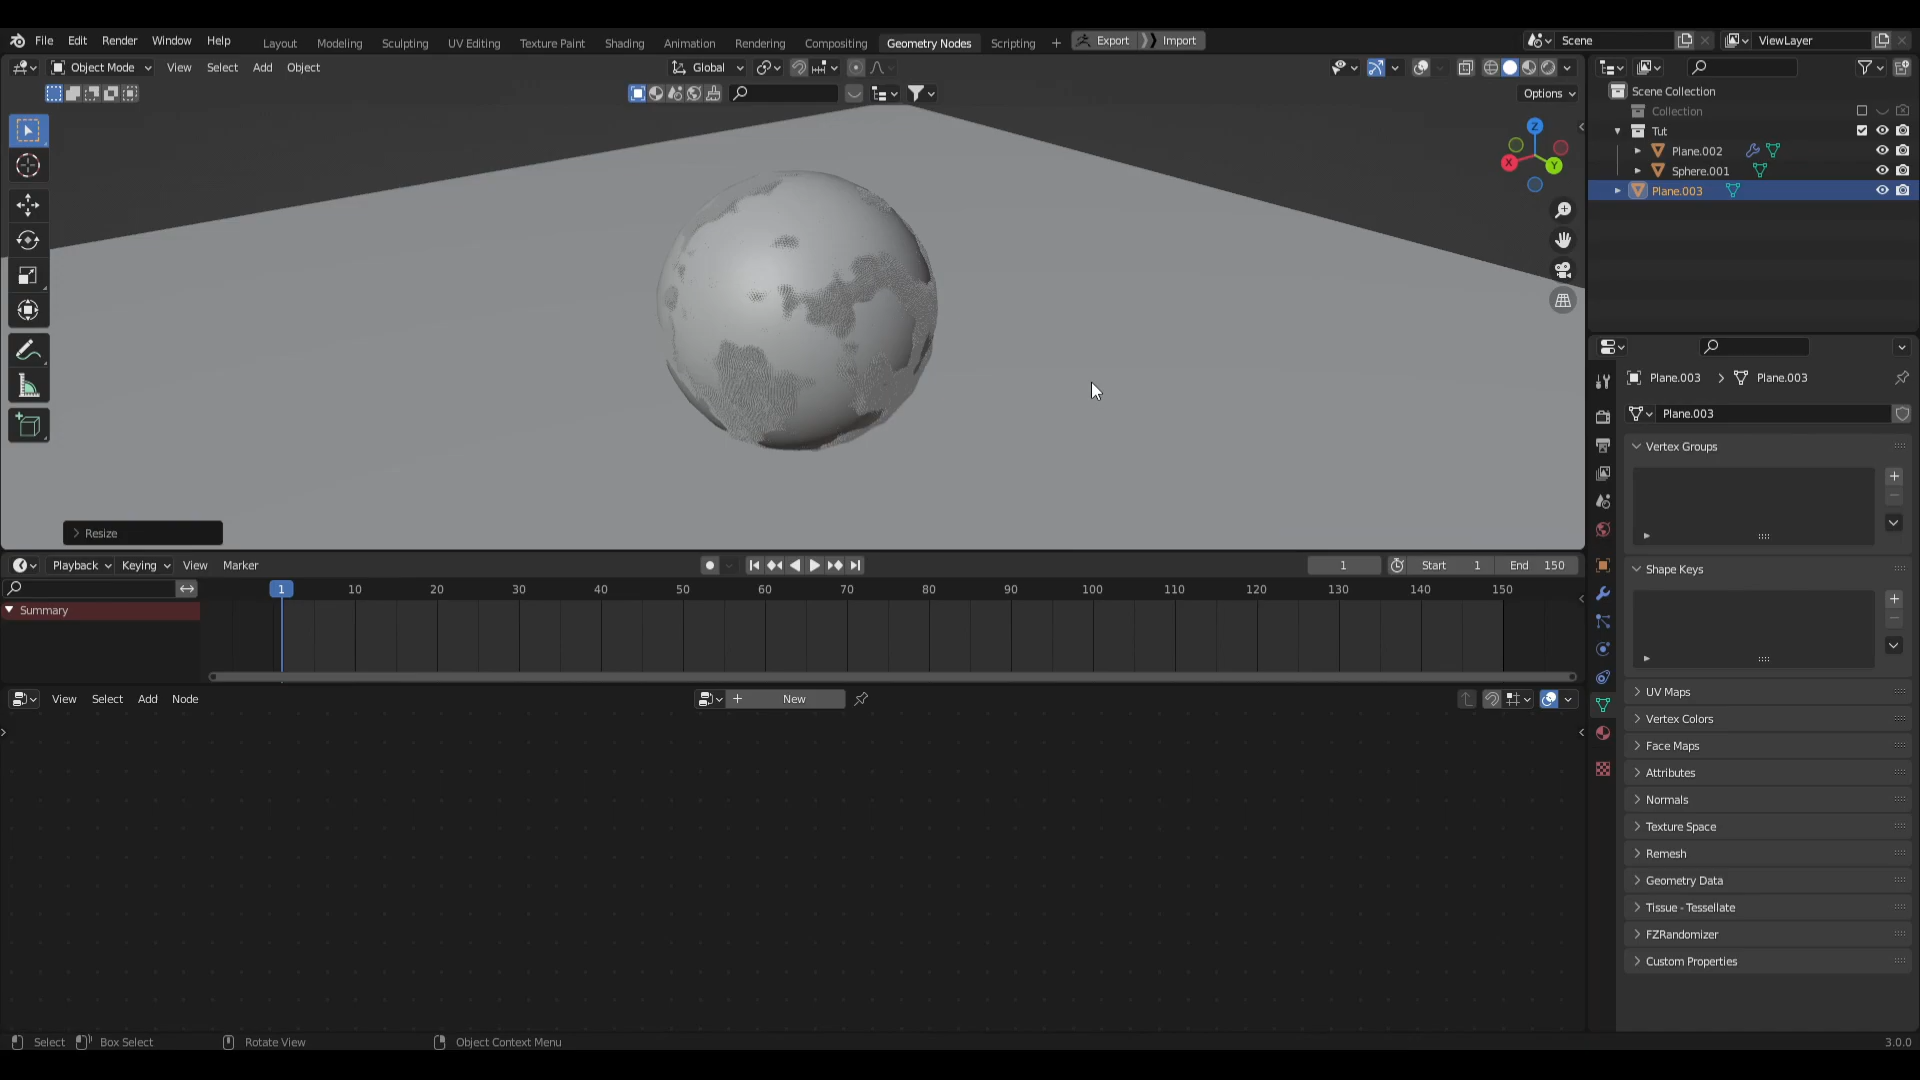 File Edit Render Window Help Layout Modeling Sculpting UV Editing Texture Paint Shading Animation Rendering Compositing Geometry Nodes Scripting + Export Import Scene ViewLayer
Object Mode View Select Add Object Global
Options
Scene Collection
Collection
Tut
Plane.002
Sphere.001
Plane.003
Z
X
Y
Plane.003 > Plane.003
Plane.003
Vertex Groups
Shape Keys
UV Maps
Vertex Colors
Face Maps
Attributes
Normals
Texture Space
Remesh
Geometry Data
Tissue - Tessellate
FZRandomizer
Custom Properties
Resize
Playback Keying View Marker 1 Start 1 End 150
1 10 20 30 40 50 60 70 80 90 100 110 120 130 140 150
Summary
View Select Add Node + New
Select Box Select Rotate View Object Context Menu 3.0.0